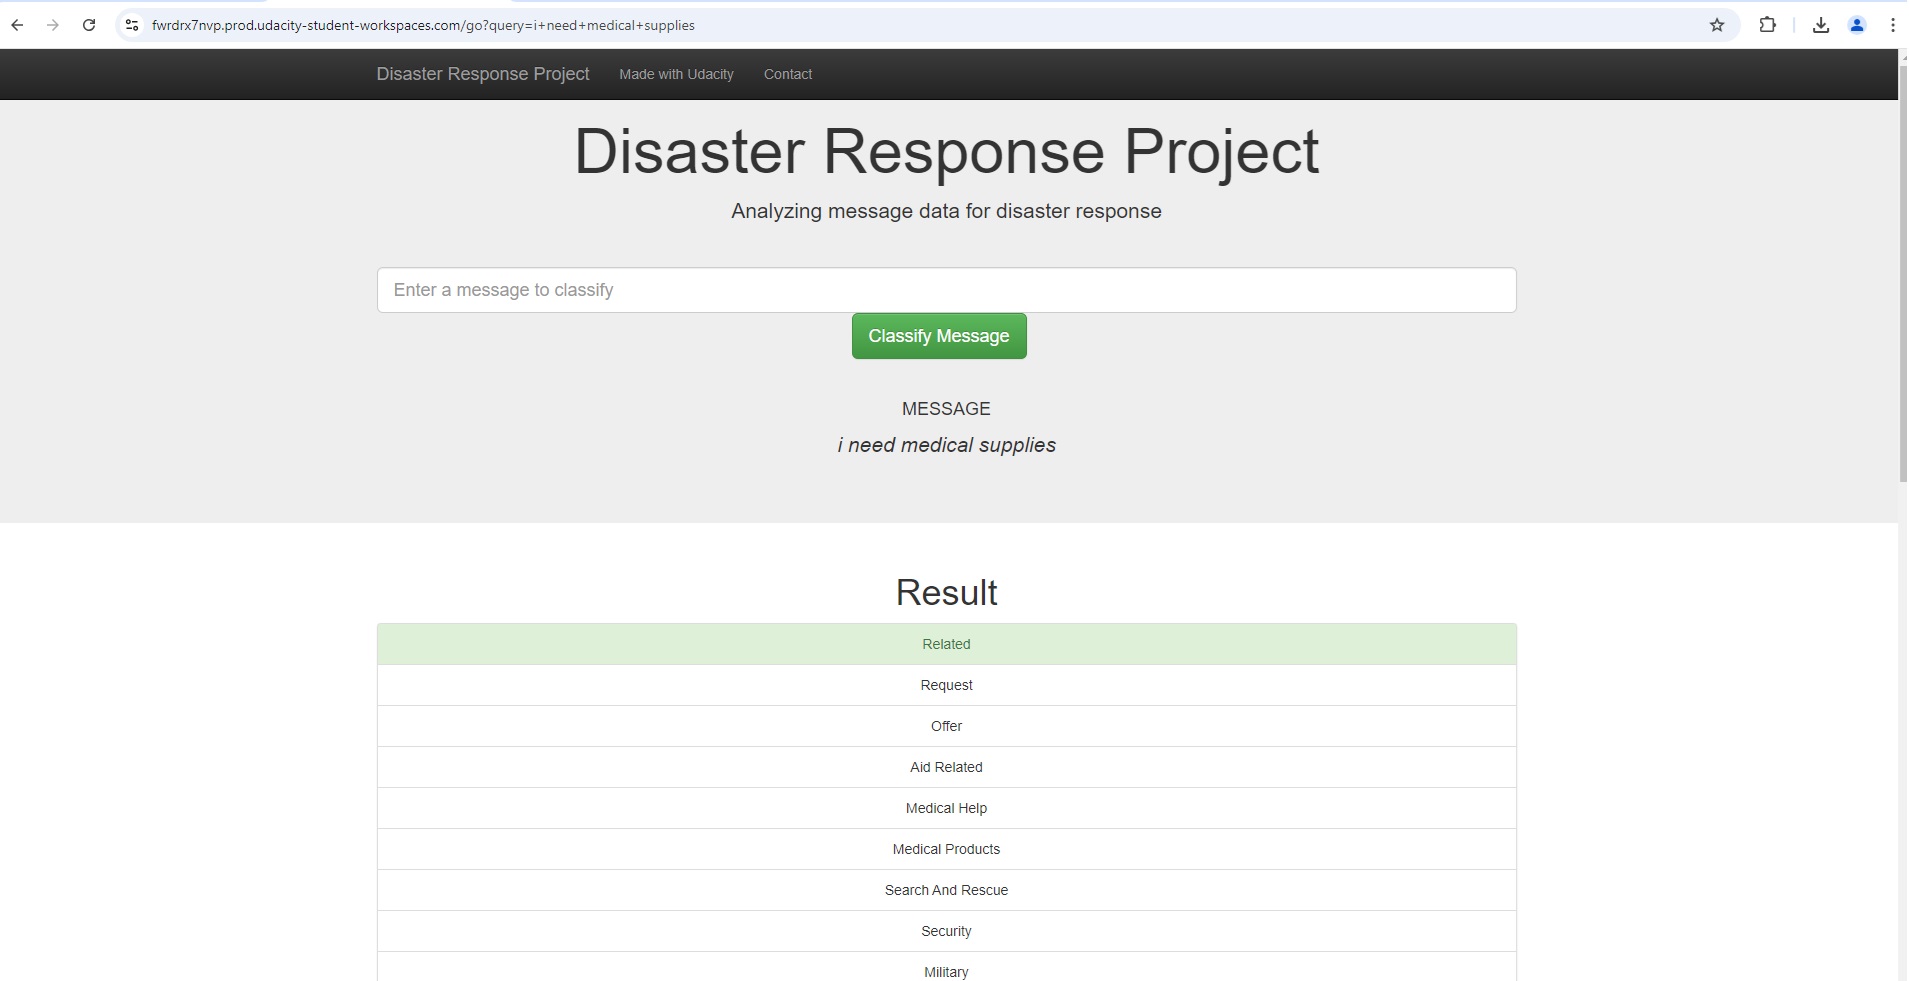 fwrdrx7nvp.prod.udacity-student-workspaces.com/go?query=i+need+medical+supplies
Disaster Response Project Made with Udacity Contact
Disaster Response Project
Analyzing message data for disaster response
Enter a message to classify
Classify Message
MESSAGE
i need medical supplies
Result
Related
Request
Offer
Aid Related
Medical Help
Medical Products
Search And Rescue
Security
Military